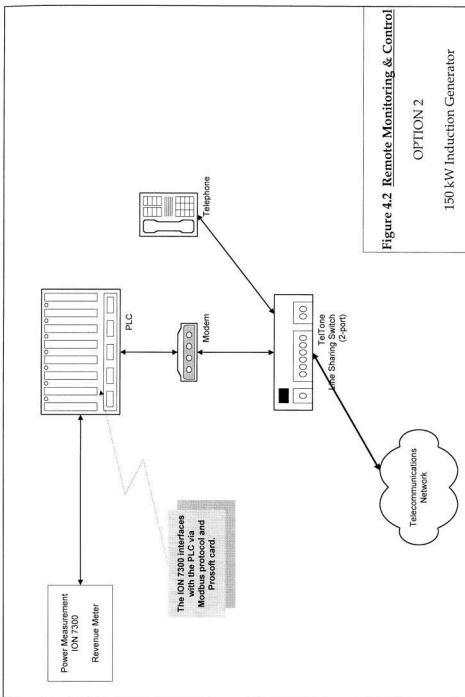 Power Measurement
ION 7300
Revenue Meter
PLC
The ION 7300 interfaces
with the PLC via
Modbus protocol and
Prosoft card.
Modem
Telephone
TelTone
Line Sharing Switch
(2-port)
Telecommunications
Network
Figure 4.2 Remote Monitoring & Control
OPTION 2
150 kW Induction Generator